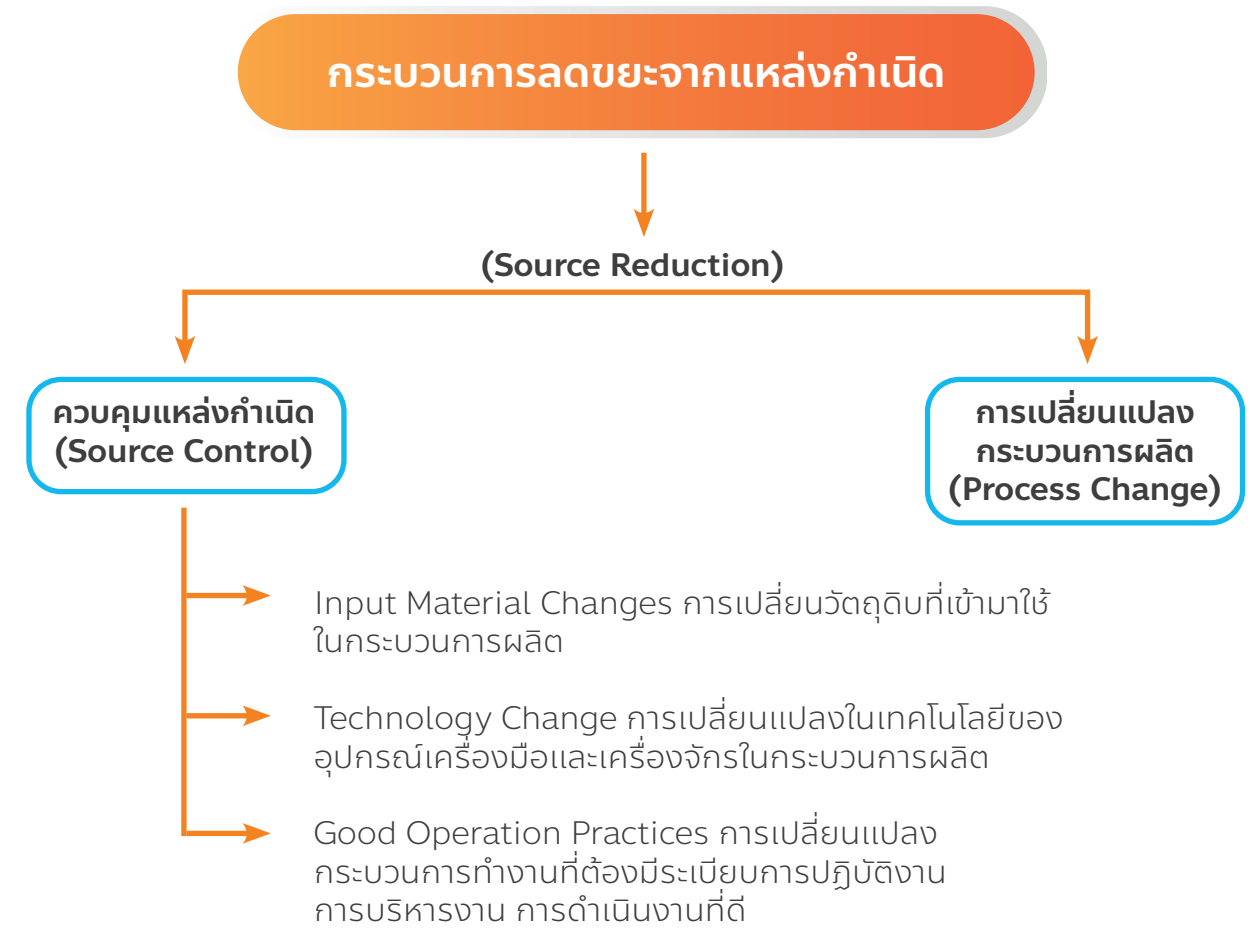 กระบวนการลดขยะจากแหล่งกำเนิด
(Source Reduction)
ควบคุมแหล่งกำเนิด
(Source Control)
การเปลี่ยนแปลง
กระบวนการผลิต
(Process Change)
Input Material Changes การเปลี่ยนวัตถุดิบที่เข้ามาใช้
ในกระบวนการผลิต
Technology Change การเปลี่ยนแปลงในเทคโนโลยีของ
อุปกรณ์เครื่องมือและเครื่องจักรในกระบวนการผลิต
Good Operation Practices การเปลี่ยนแปลง
กระบวนการทำงานที่ต้องมีระเบียบการปฏิบัติงาน
การบริหารงาน การดำเนินงานที่ดี